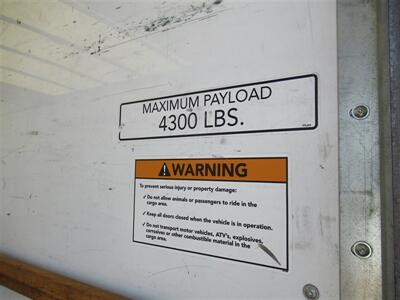 MAXIMUM PAYLOAD
4300 LBS.
WARNING
To prevent serious injury or property damage:
✓ Do not allow animals or passengers to ride in the
cargo area.
✓ Keep all doors closed when the vehicle is in operation.
✓ Do not transport motor vehicles, ATV's, explosives,
corrosives or other combustible material in the
cargo area.